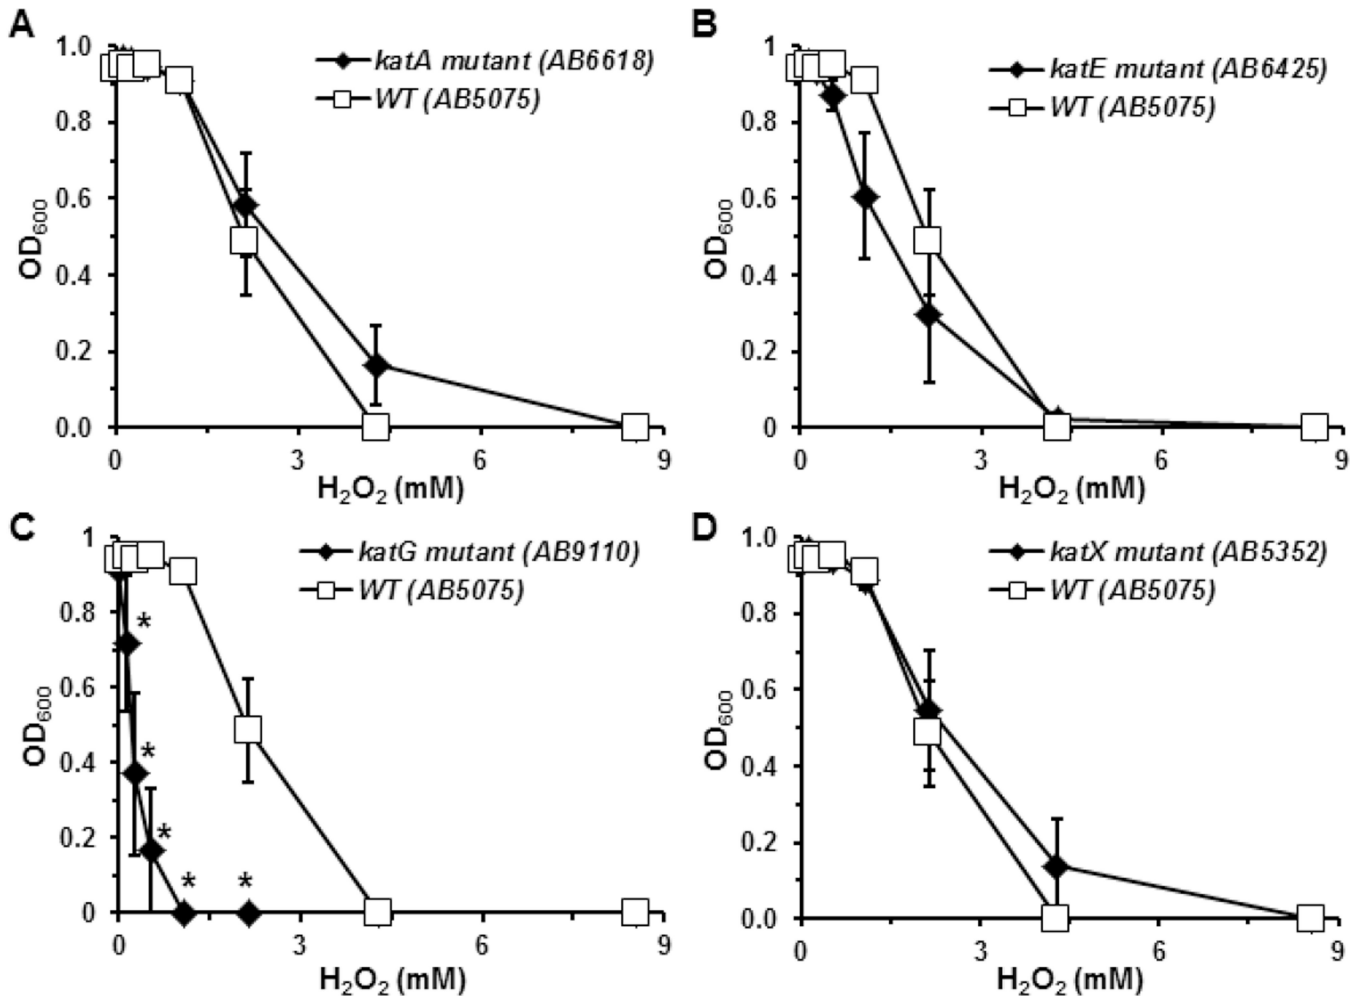 A
1.0
0.8
0.6
0.4
0.2
0.0
OD600
0 3 6 9
H2O2 (mM)
katA mutant (AB6618)
WT (AB5075)
B
1
0.8
0.6
0.4
0.2
0
OD600
0 3 6 9
H2O2 (mM)
katE mutant (AB6425)
WT (AB5075)
C
1
0.8
0.6
0.4
0.2
0
OD600
0 3 6 9
H2O2 (mM)
katG mutant (AB9110)
WT (AB5075)
*
*
*
* *
D
1.0
0.8
0.6
0.4
0.2
0.0
OD600
0 3 6 9
H2O2 (mM)
katX mutant (AB5352)
WT (AB5075)